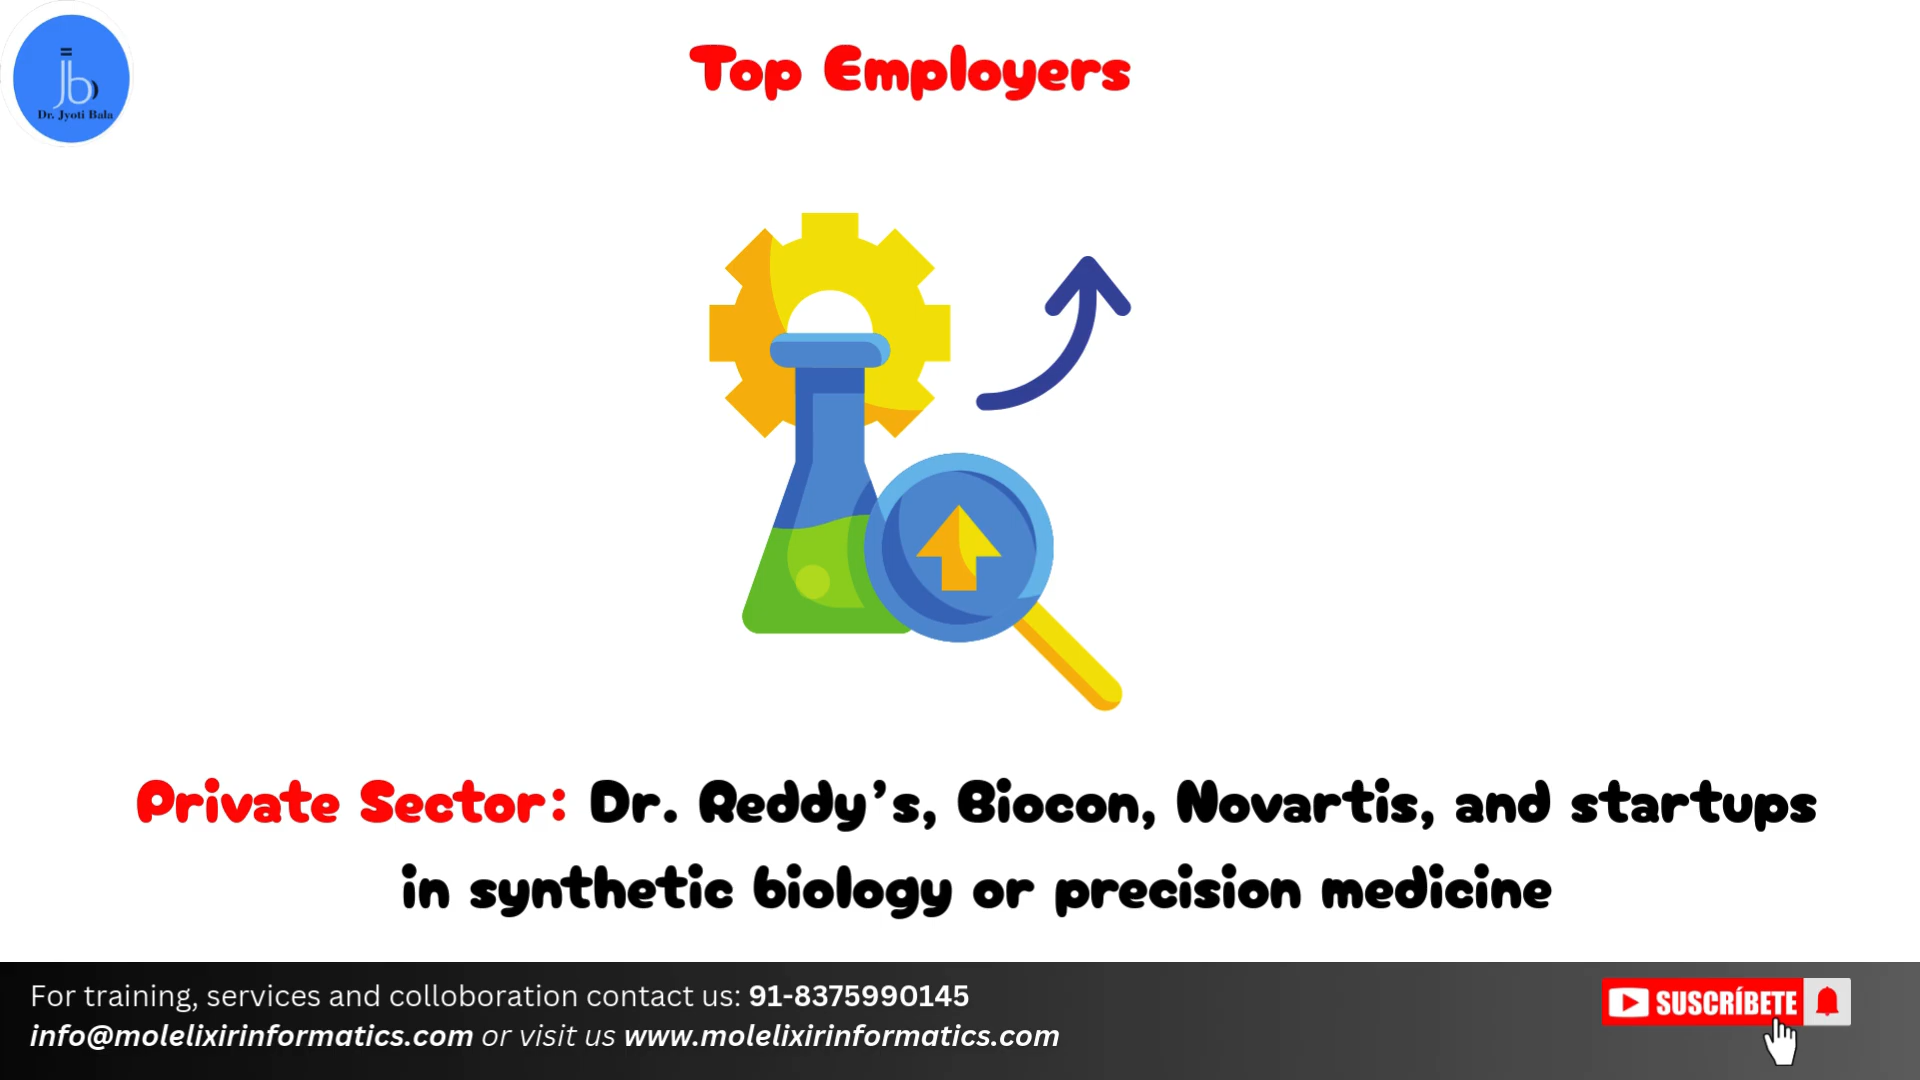 Jb
Dr. Jyoti Bala
Top Employers
Private Sector: Dr. Reddy's, Biocon, Novartis, and startups
in synthetic biology or precision medicine
For training, services and colloboration contact us: 91-8375990145
info@molelixirinformatics.com or visit us www.molelixirinformatics.com
SUSCRÍBETE